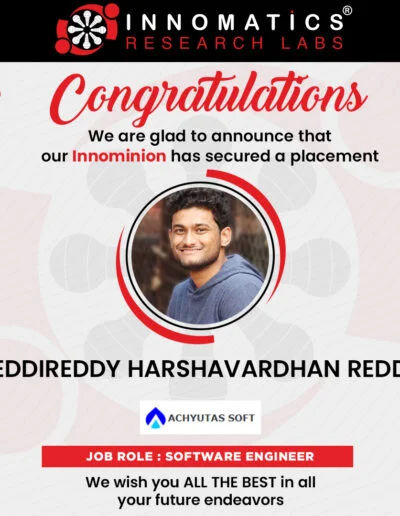 INNOMATICS®
RESEARCH LABS
Congratulations
We are glad to announce that
our Innominion has secured a placement
EDDIREDDY HARSHAVARDHAN REDD
ACHYUTAS SOFT
JOB ROLE : SOFTWARE ENGINEER
We wish you ALL THE BEST in all
your future endeavors